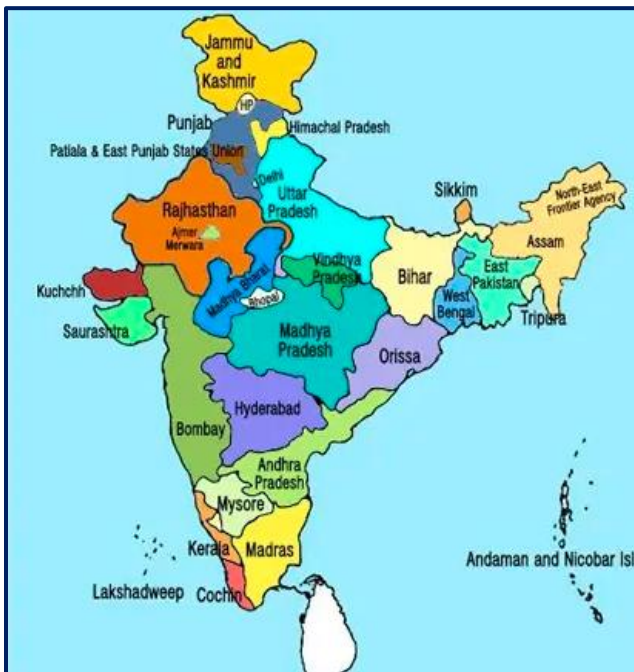 Jammu
and
Kashmir
HP
Punjab
Himachal Pradesh
Patiala & East Punjab States Union
Delhi
Uttar
Pradesh
Sikkim
North-East
Frontier Agency
Rajhasthan
Ajmer
Merwara
Assam
Kuchchh
Madhya Bharat
Vindhya
Pradesh
Bihar
East
Pakistan
Bhopal
West
Bengal
Saurashtra
Tripura
Madhya
Pradesh
Orissa
Hyderabad
Bombay
Andhra
Pradesh
Mysore
Kerala
Madras
Andaman and Nicobar Isl
Lakshadweep
Cochin